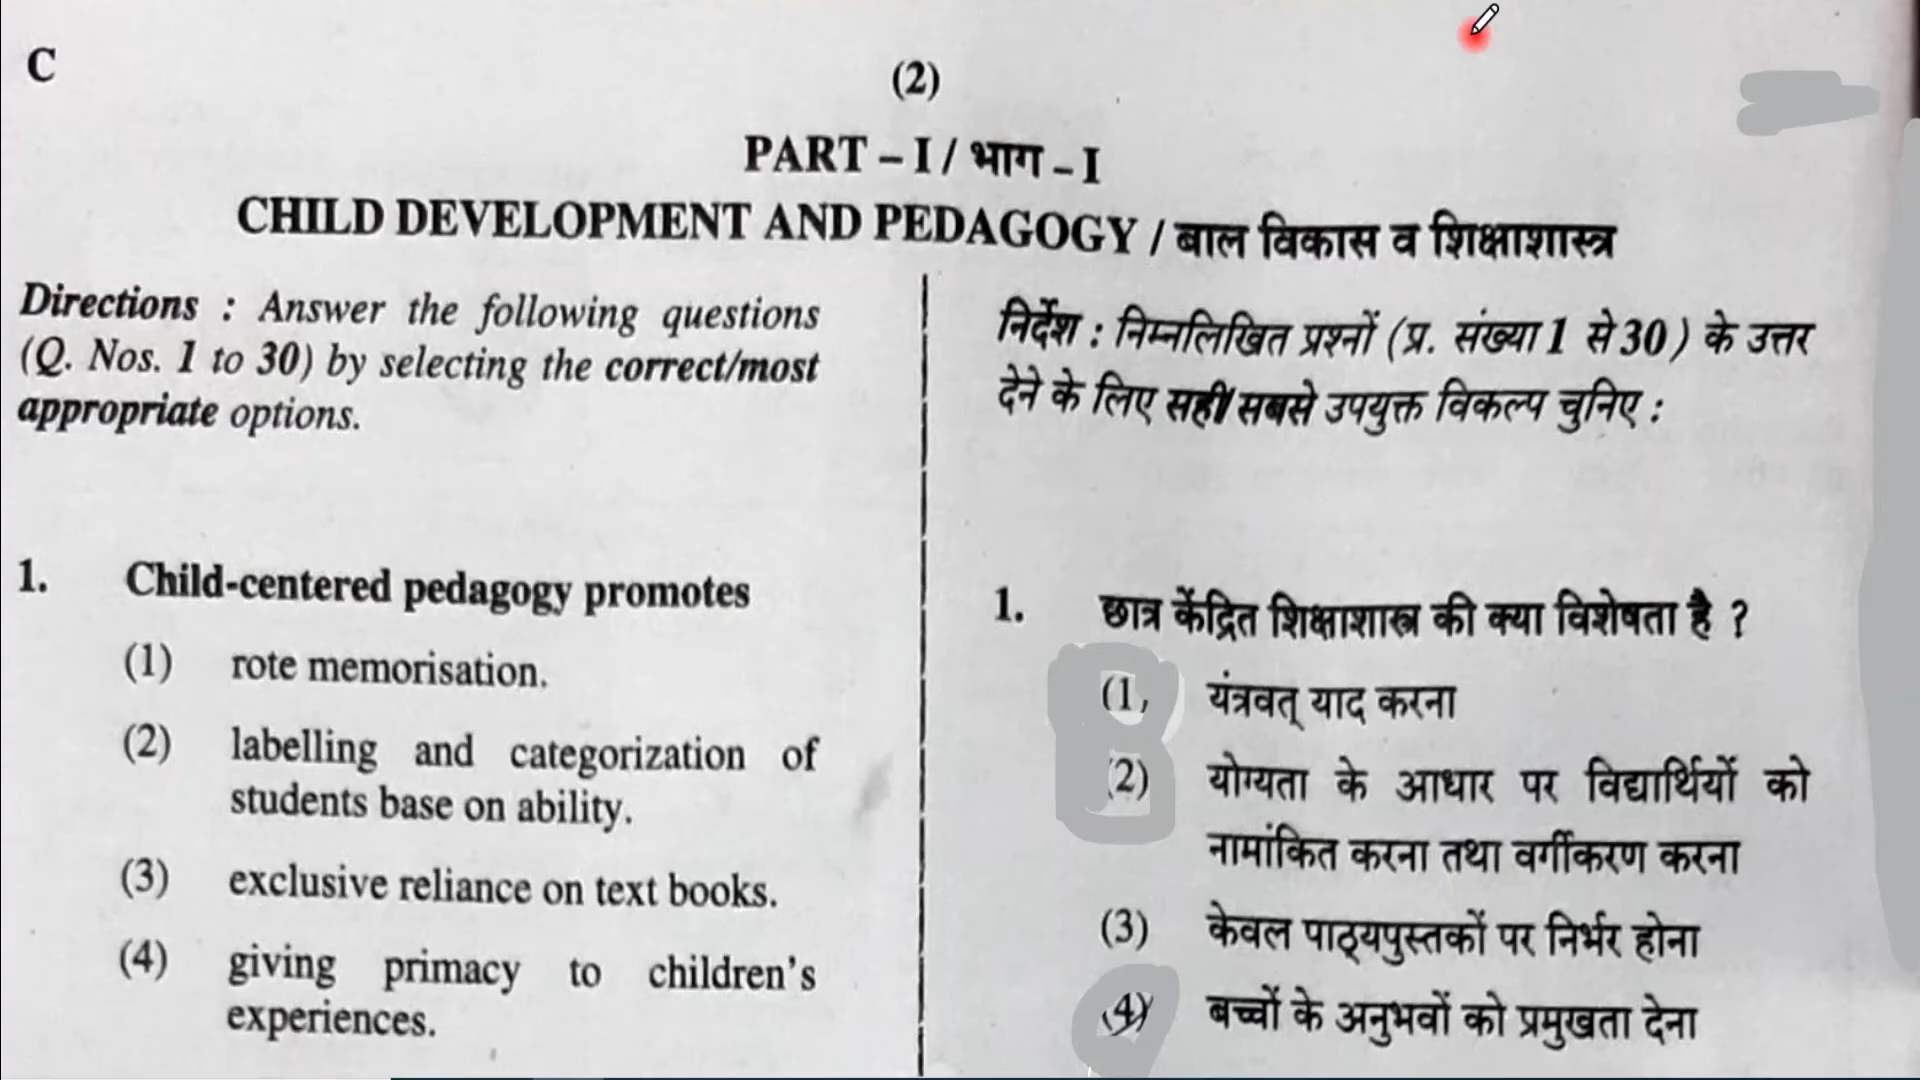 C
(2)
PART – I / भाग – I
CHILD DEVELOPMENT AND PEDAGOGY / बाल विकास व शिक्षाशास्त्र
Directions : Answer the following questions
(Q. Nos. 1 to 30) by selecting the correct/most
appropriate options.
1. Child-centered pedagogy promotes
(1) rote memorisation.
(2) labelling and categorization of
students base on ability.
(3) exclusive reliance on text books.
(4) giving primacy to children's
experiences.
निर्देश : निम्नलिखित प्रश्नों (प्र. संख्या 1 से 30) के उत्तर
देने के लिए सही/सबसे उपयुक्त विकल्प चुनिए :
1. छात्र केंद्रित शिक्षाशास्त्र की क्या विशेषता है ?
(1) यंत्रवत् याद करना
(2) योग्यता के आधार पर विद्यार्थियों को
नामांकित करना तथा वर्गीकरण करना
(3) केवल पाठ्यपुस्तकों पर निर्भर होना
(4) बच्चों के अनुभवों को प्रमुखता देना